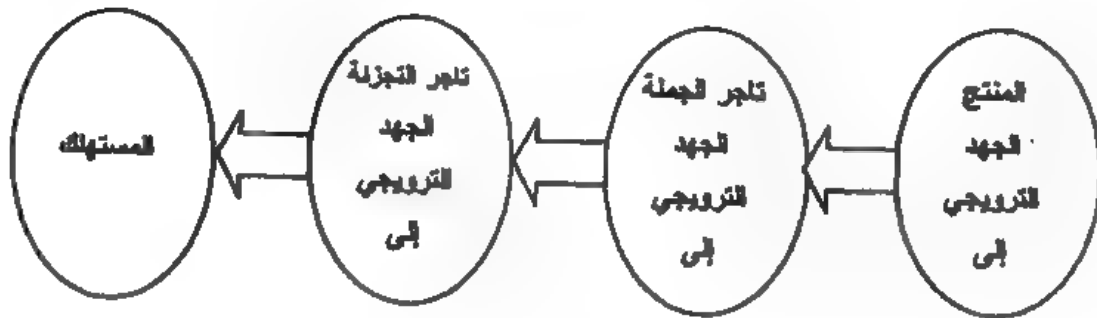 المنتج
الجهد
الترويجي
إلى
تاجر الجملة
الجهد
الترويجي
إلى
تاجر التجزئة
الجهد
الترويجي
إلى
المستهلك